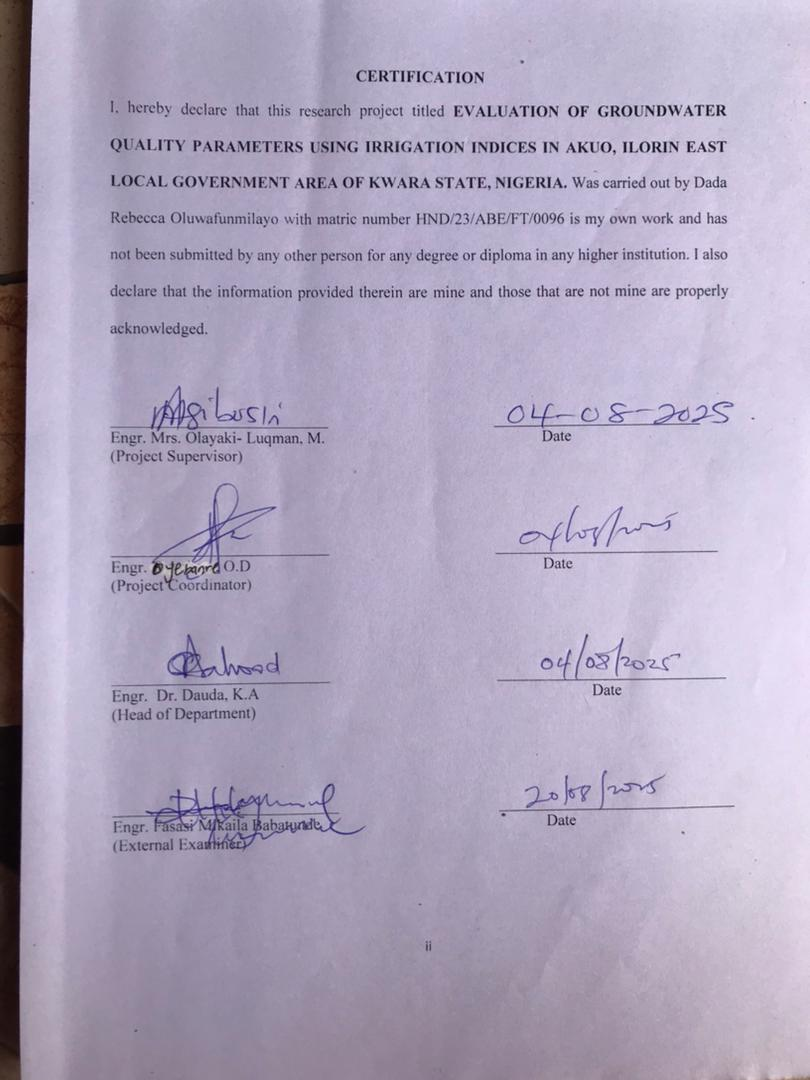 CERTIFICATION
I, hereby declare that this research project titled EVALUATION OF GROUNDWATER
QUALITY PARAMETERS USING IRRIGATION INDICES IN AKUO, ILORIN EAST
LOCAL GOVERNMENT AREA OF KWARA STATE, NIGERIA. Was carried out by Dada
Rebecca Oluwafunmilayo with matric number HND/23/ABE/FT/0096 is my own work and has
not been submitted by any other person for any degree or diploma in any higher institution. I also
declare that the information provided therein are mine and those that are not mine are properly
acknowledged.
04-08-2025
Engr. Mrs. Olayaki- Luqman, M.
Date
(Project Supervisor)
Engr. O.D
Date
(Project Coordinator)
04/08/2025
Engr. Dr. Dauda, K.A
Date
(Head of Department)
20/08/2025
Engr. Fasasi Mikaila Babatunde
Date
(External Examiner)
ii